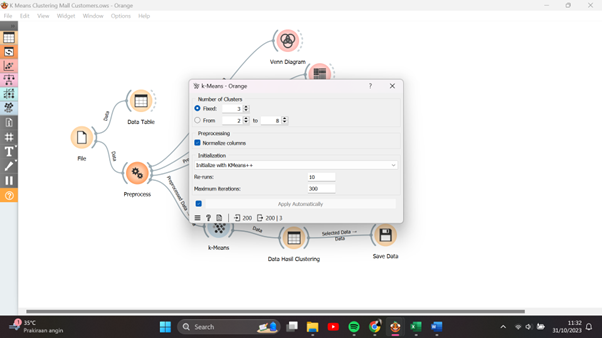 K Means Clustering Mall Customers.ows - Orange
File Edit View Widget Window Options Help
Venn Diagram
k-Means - Orange
?
Number of Clusters
Fixed: 3
From 2 to 8
Preprocessing
Normalize columns
Initialization
Initialize with KMeans++
Re-runs: 10
Maximum iterations: 300
Apply Automatically
200 200 | 3
Data
Data Table
File
Data
Preprocess
Preprocessed Data →
k-Means
Data
Data Hasil Clustering
Selected Data →
Data
Save Data
35°C
Prakiraan angin
Search
11:32
31/10/2023